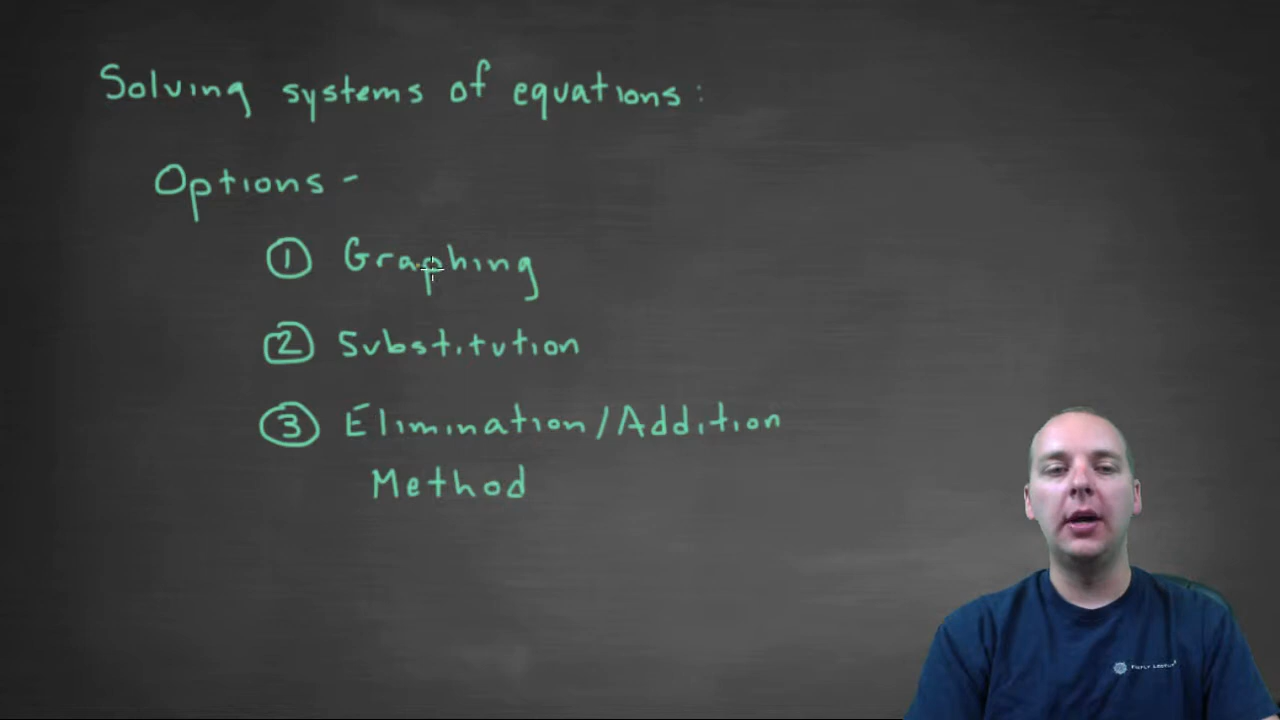 Solving systems of equations:
Options -
1 Graphing
2 Substitution
3 Elimination/Addition
Method